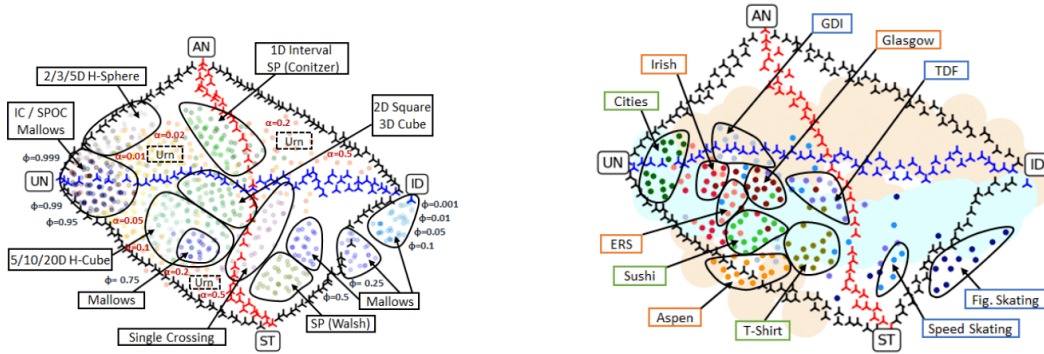 AN
1D Interval
SP (Conitzer)
2/3/5D H-Sphere
2D Square
3D Cube
IC / SPOC
Mallows
α=0.02
α=0.2
Urn
Urn
α=0.01
α=0.5
ϕ=0.999
UN
ID
ϕ=0.99
ϕ=0.95
ϕ=0.001
ϕ=0.01
ϕ=0.05
ϕ=0.1
α=0.05
α=0.1
5/10/20D H-Cube
ϕ= 0.75
α=0.2
Urn
α=0.5
ϕ=0.5
ϕ= 0.25
Mallows
Mallows
Single Crossing
SP (Walsh)
ST
AN
GDI
Glasgow
Irish
TDF
Cities
UN
ID
ERS
Sushi
Aspen
T-Shirt
ST
Fig. Skating
Speed Skating